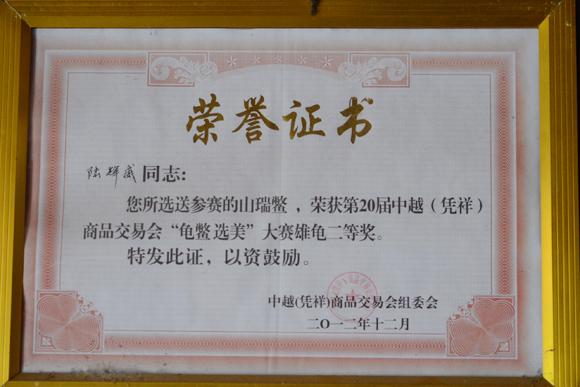 荣誉证书
陆辉威同志：
您所选送参赛的山瑞鳖，荣获第20届中越（凭祥）
商品交易会“龟鳖选美”大赛雄龟二等奖。
特发此证，以资鼓励。
中越(凭祥)商品交易会组委会
二O一二年十二月